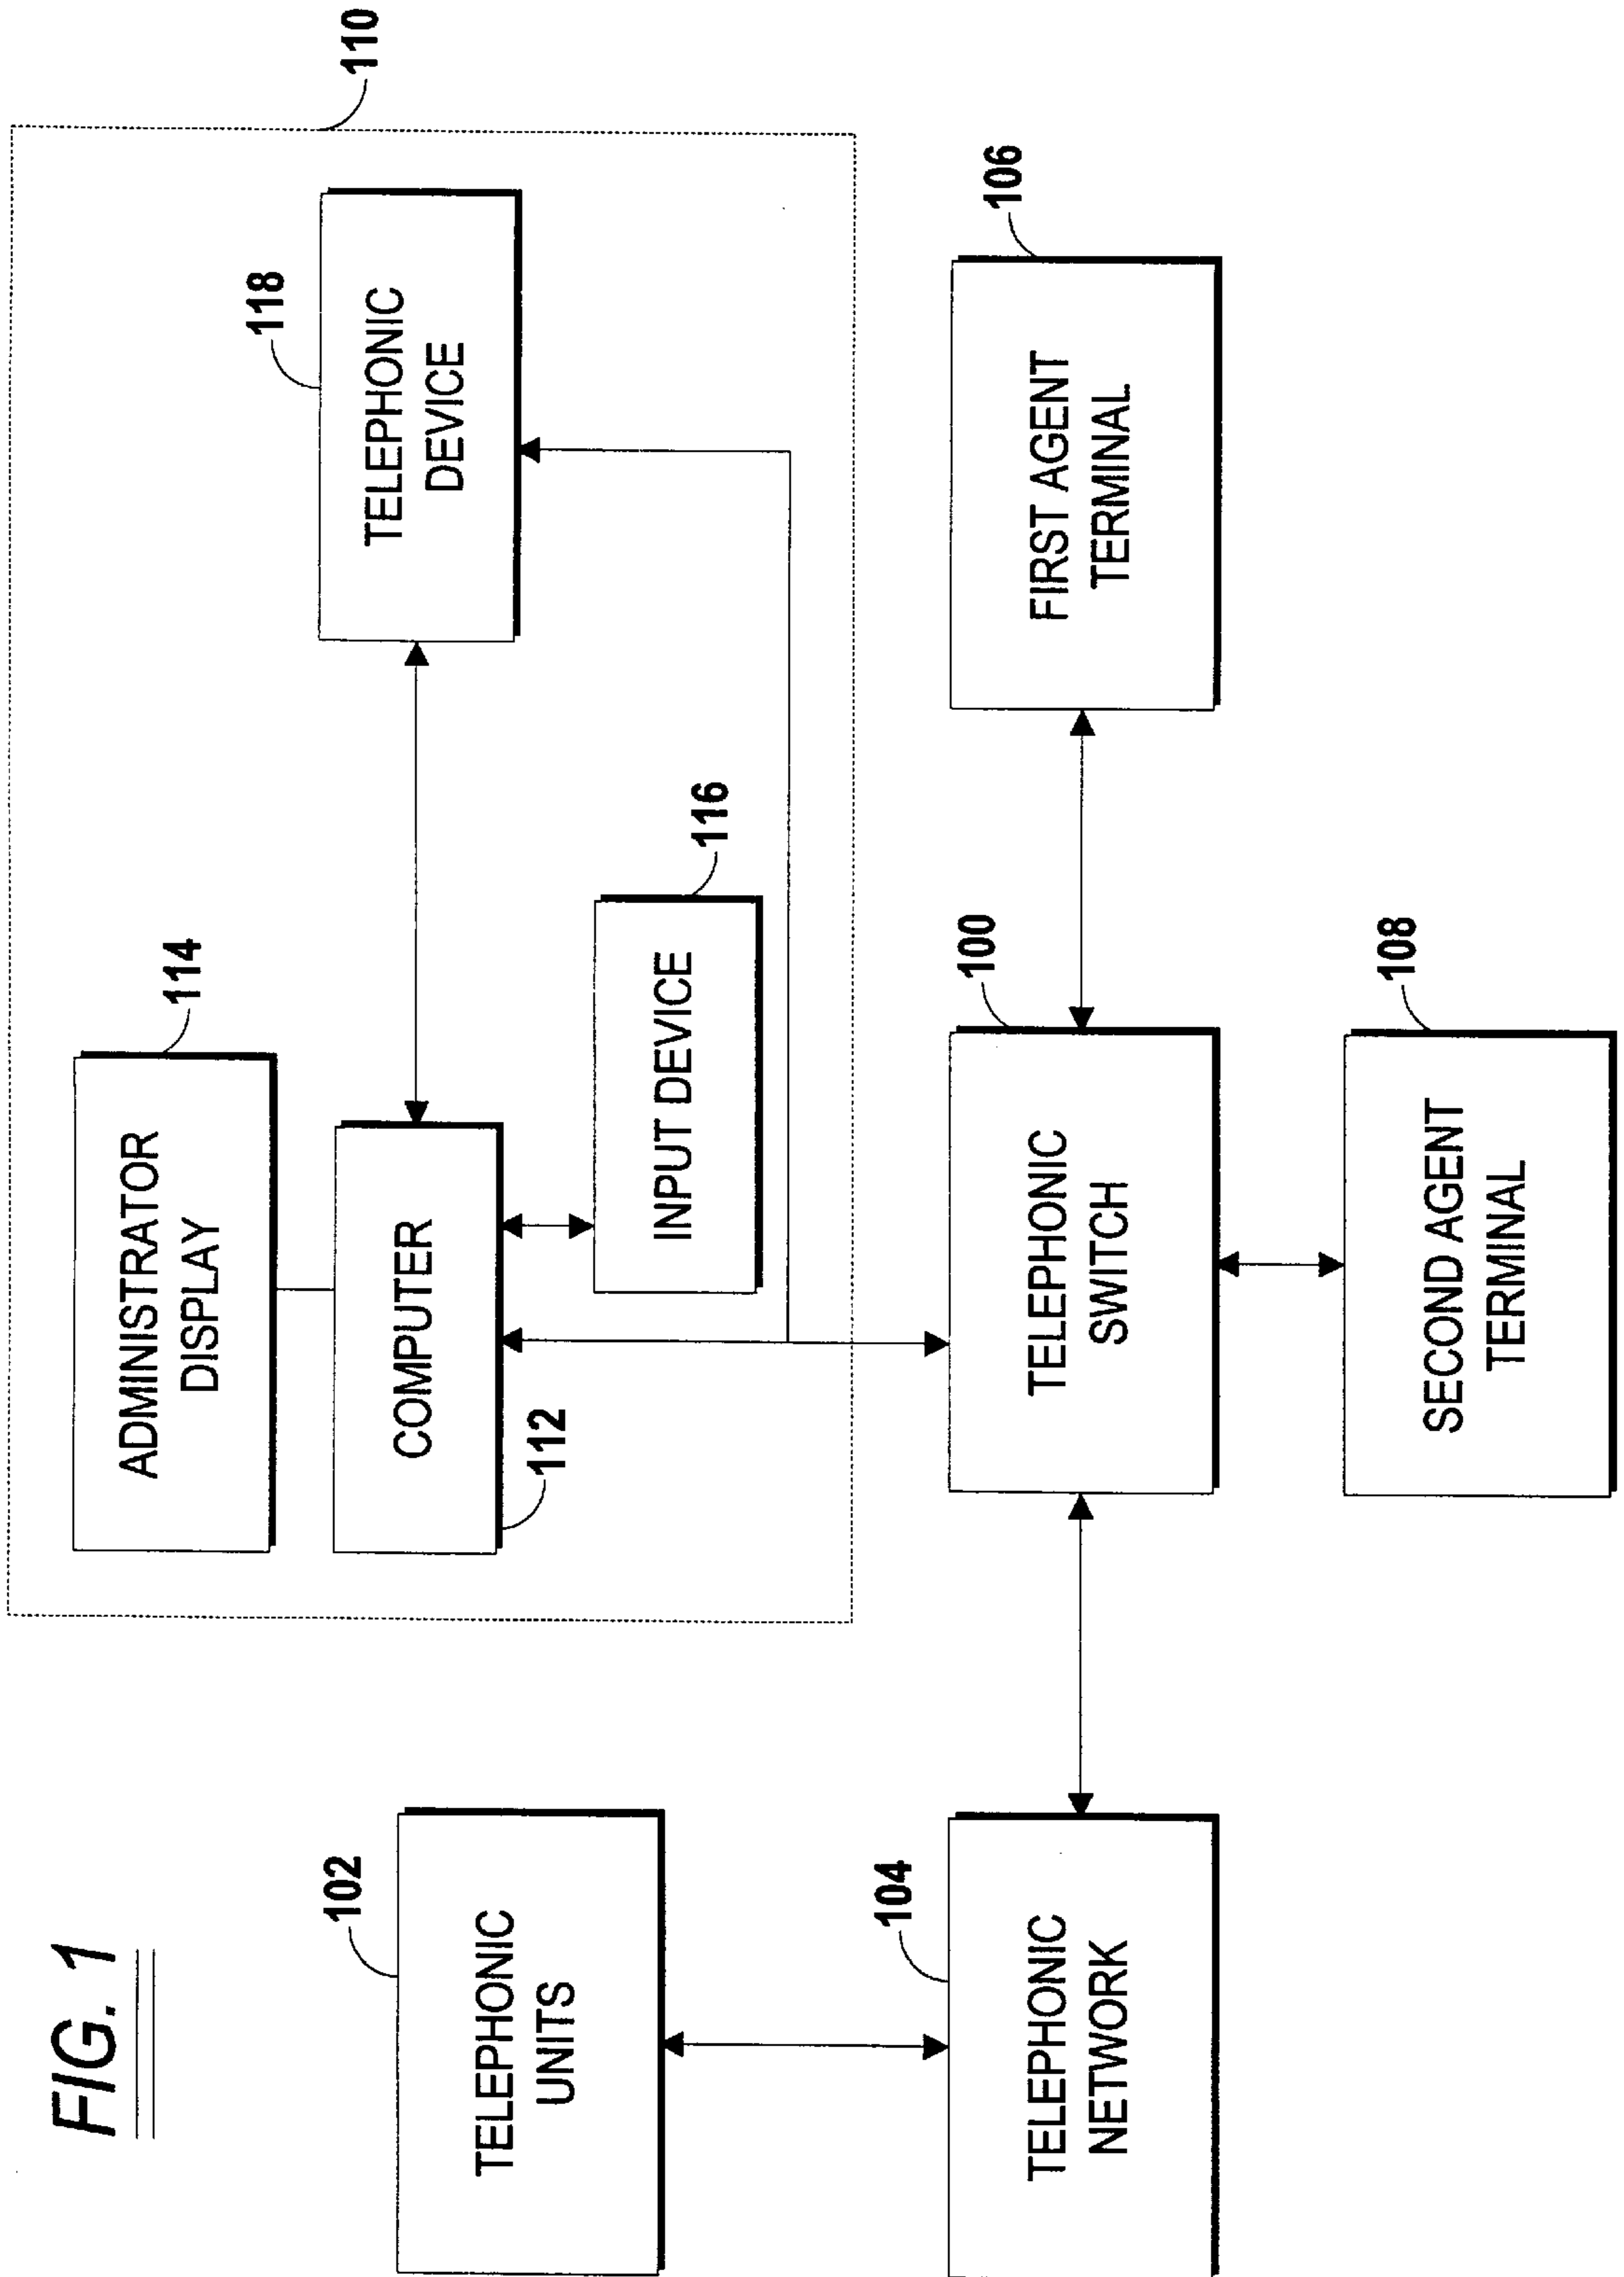 FIG. 1
110
ADMINISTRATOR
DISPLAY
114
118
TELEPHONIC
DEVICE
COMPUTER
112
INPUT DEVICE
116
102
TELEPHONIC
UNITS
104
TELEPHONIC
NETWORK
100
TELEPHONIC
SWITCH
106
FIRST AGENT
TERMINAL
108
SECOND AGENT
TERMINAL